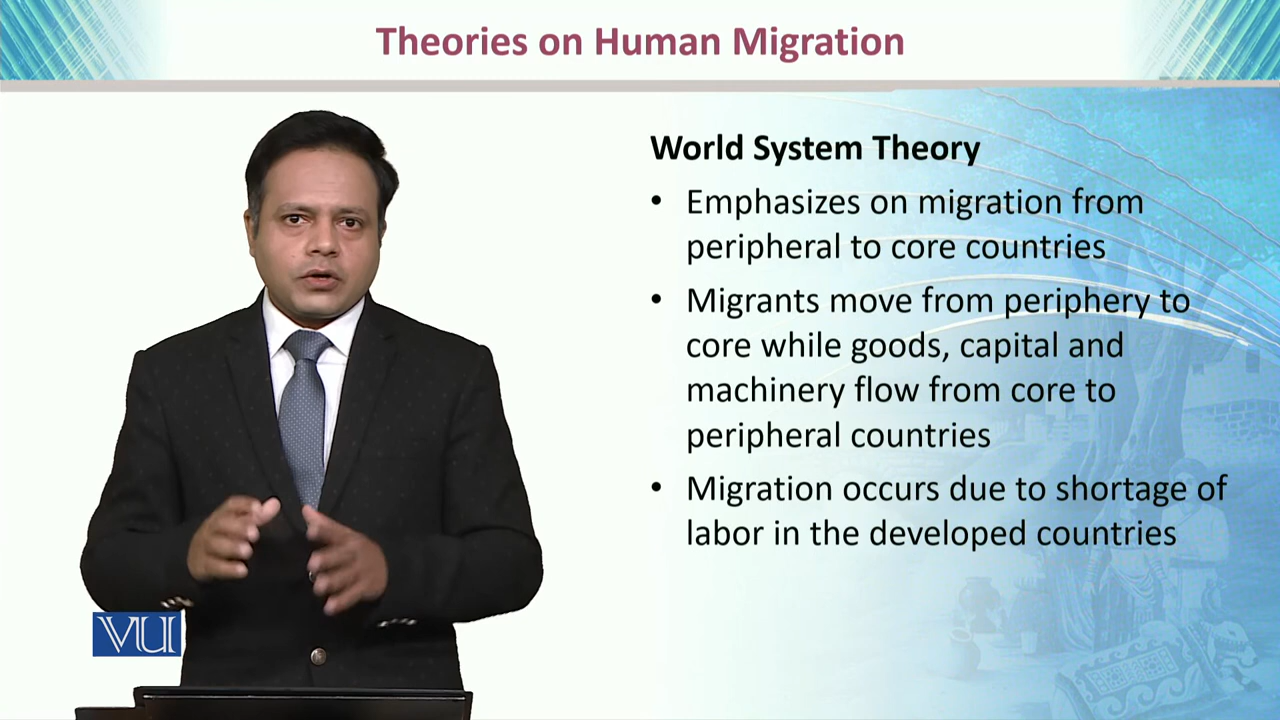 Theories on Human Migration
World System Theory
• Emphasizes on migration from
peripheral to core countries
• Migrants move from periphery to
core while goods, capital and
machinery flow from core to
peripheral countries
• Migration occurs due to shortage of
labor in the developed countries
VU